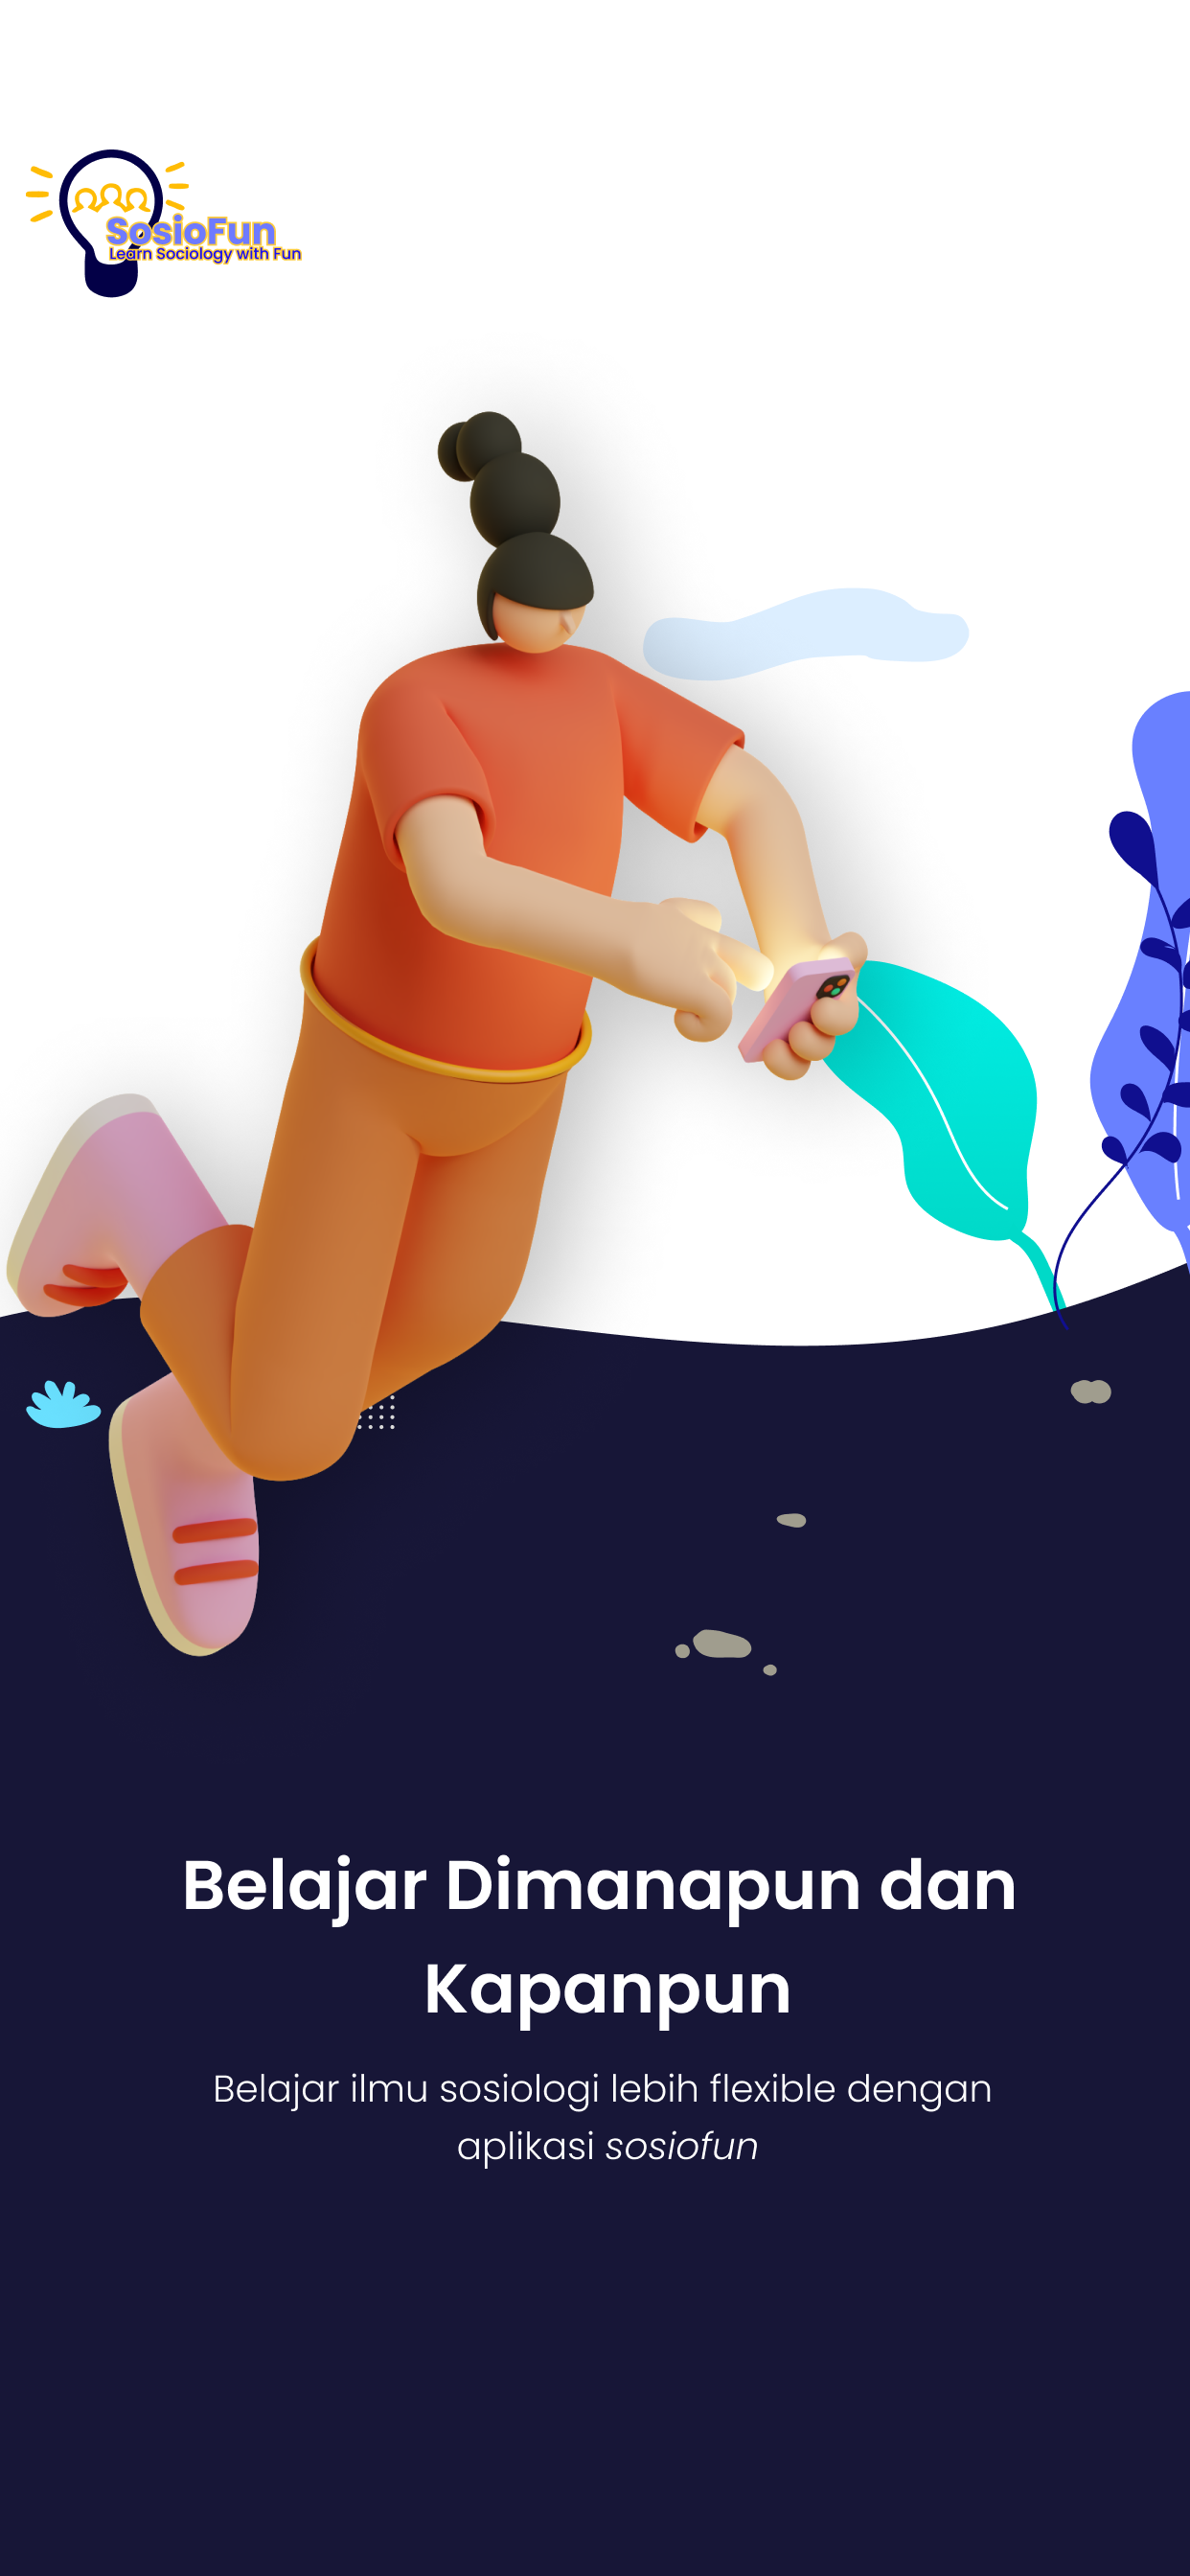 SosioFun
Learn Sociology with Fun
Belajar Dimanapun dan
Kapanpun
Belajar ilmu sosiologi lebih flexible dengan
aplikasi sosiofun